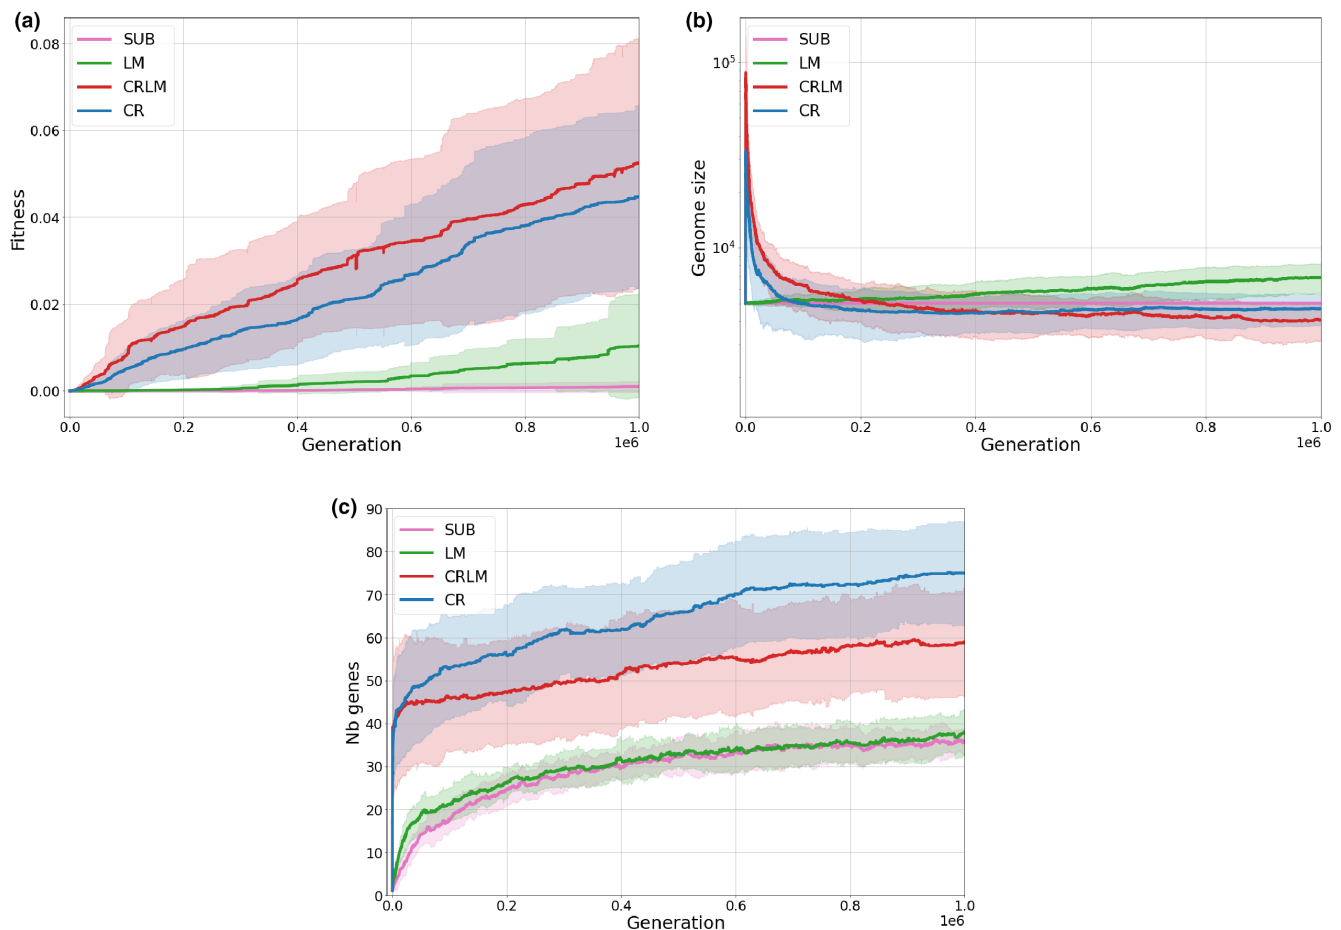 (a)
SUB
LM
CRLM
CR
0.08
0.06
0.04
0.02
0.00
Fitness
0.0 0.2 0.4 0.6 0.8 1.0
Generation
1e6
(b)
SUB
LM
CRLM
CR
10^5
10^4
Genome size
0.0 0.2 0.4 0.6 0.8 1.0
Generation
1e6
(c)
SUB
LM
CRLM
CR
90
80
70
60
50
40
30
20
10
0
Nb genes
0.0 0.2 0.4 0.6 0.8 1.0
Generation
1e6